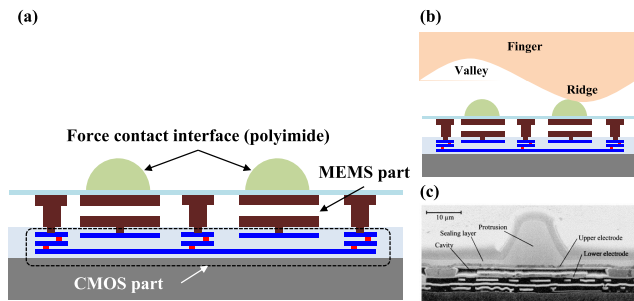 (a)
Force contact interface (polyimide)
MEMS part
CMOS part
(b)
Finger
Valley
Ridge
(c)
10 μm
Protrusion
Sealing layer
Cavity
Upper electrode
Lower electrode